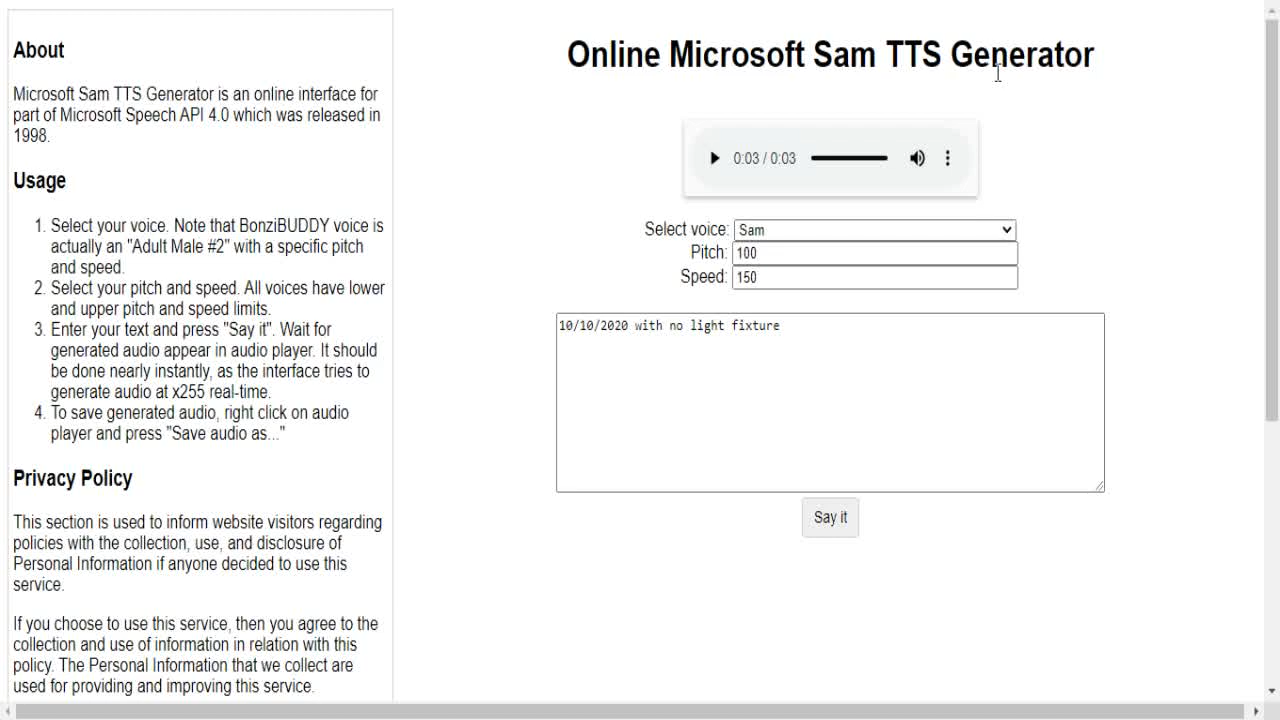 About
Microsoft Sam TTS Generator is an online interface for
part of Microsoft Speech API 4.0 which was released in
1998.
Usage
1. Select your voice. Note that BonziBUDDY voice is
actually an "Adult Male #2" with a specific pitch
and speed.
2. Select your pitch and speed. All voices have lower
and upper pitch and speed limits.
3. Enter your text and press "Say it". Wait for
generated audio appear in audio player. It should
be done nearly instantly, as the interface tries to
generate audio at x255 real-time.
4. To save generated audio, right click on audio
player and press "Save audio as..."
Privacy Policy
This section is used to inform website visitors regarding
policies with the collection, use, and disclosure of
Personal Information if anyone decided to use this
service.
If you choose to use this service, then you agree to the
collection and use of information in relation with this
policy. The Personal Information that we collect are
used for providing and improving this service.
Online Microsoft Sam TTS Generator
0:03 / 0:03
Select voice: Sam
Pitch: 100
Speed: 150
10/10/2020 with no light fixture
Say it